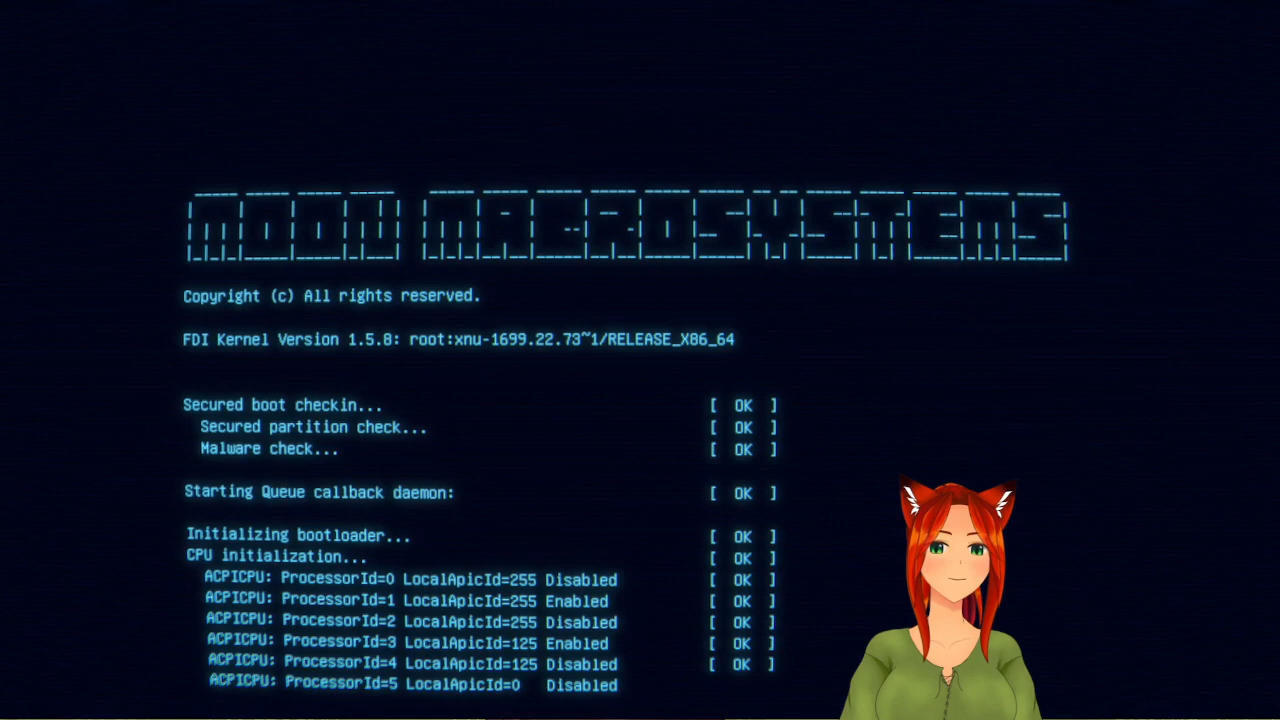 MOON MACROSYSTEMS
Copyright (c) All rights reserved.
FDI Kernel Version 1.5.8: root:xnu-1699.22.73~1/RELEASE_X86_64
Secured boot checkin... [ OK ]
Secured partition check... [ OK ]
Malware check... [ OK ]
Starting Queue callback daemon: [ OK ]
Initializing bootloader... [ OK ]
CPU initialization... [ OK ]
ACPICPU: ProcessorId=0 LocalApicId=255 Disabled [ OK ]
ACPICPU: ProcessorId=1 LocalApicId=255 Enabled [ OK ]
ACPICPU: ProcessorId=2 LocalApicId=255 Disabled [ OK ]
ACPICPU: ProcessorId=3 LocalApicId=125 Enabled [ OK ]
ACPICPU: ProcessorId=4 LocalApicId=125 Disabled [ OK ]
ACPICPU: ProcessorId=5 LocalApicId=0 Disabled